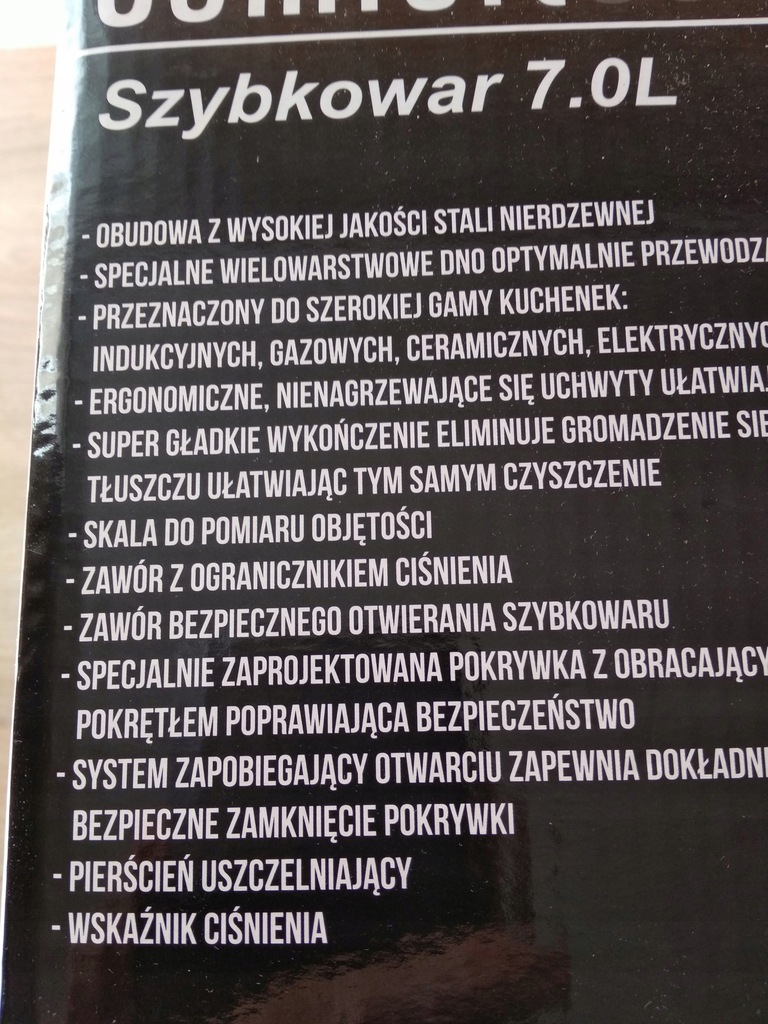 Szybkowar 7.0L
- OBUDOWA Z WYSOKIEJ JAKOŚCI STALI NIERDZEWNEJ
- SPECJALNE WIELOWARSTWOWE DNO OPTYMALNIE
- PRZEZNACZONY DO SZEROKIEJ GAMY KUCHENEK:
INDUKCYJNYCH, GAZOWYCH, CERAMICZNYCH,
- ERGONOMICZNE, NIENAGRZEWAJĄCE SIĘ UCHWYTY
- SUPER GŁADKIE WYKOŃCZENIE ELIMINUJE GROMADZENIE SIĘ
TŁUSZCZU UŁATWIAJĄC TYM SAMYM CZYSZCZENIE
- SKALA DO POMIARU OBJĘTOŚCI
- ZAWÓR Z OGRANICZNIKIEM CIŚNIENIA
- ZAWÓR BEZPIECZNEGO OTWIERANIA SZYBKOWARU
- SPECJALNIE ZAPROJEKTOWANA POKRYWKA Z
POKRĘTŁEM POPRAWIAJĄCA BEZPIECZEŃSTWO
- SYSTEM ZAPOBIEGAJĄCY OTWARCIU ZAPEWNIA
BEZPIECZNE ZAMKNIĘCIE POKRYWKI
- PIERŚCIEŃ USZCZELNIAJĄCY
- WSKAŹNIK CIŚNIENIA